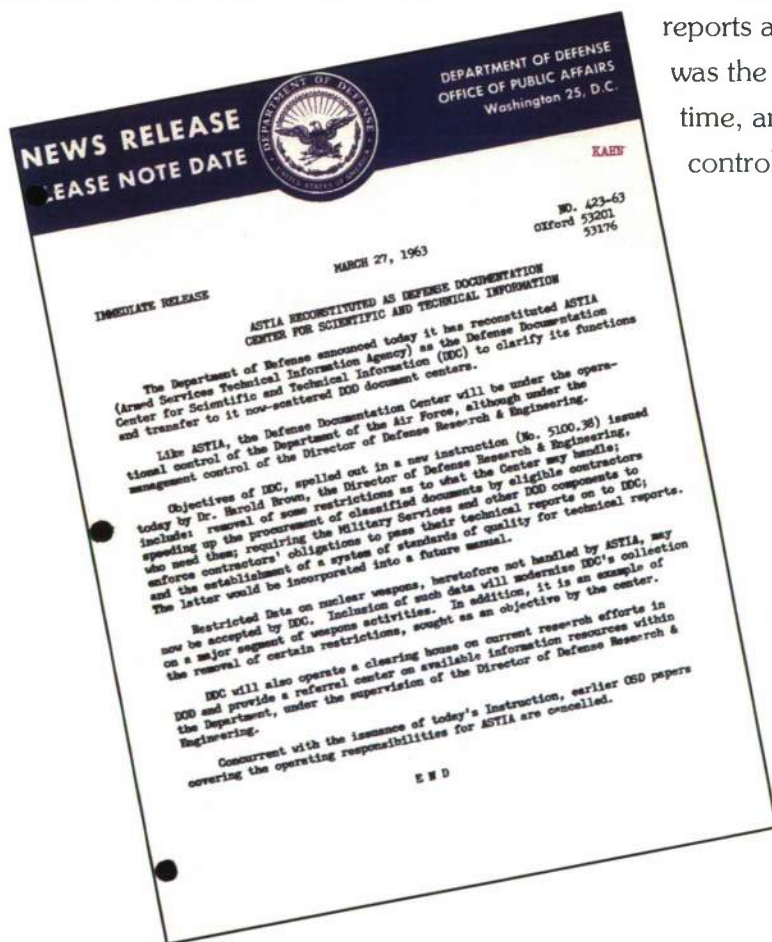 reports a
was the
time, an
control
NEWS RELEASE
LEASE NOTE DATE
DEPARTMENT OF DEFENSE
UNITED STATES OF AMERICA
DEPARTMENT OF DEFENSE
OFFICE OF PUBLIC AFFAIRS
Washington 25, D.C.
KAHN
NO. 423-63
OXford 53201
53176
MARCH 27, 1963
IMMEDIATE RELEASE
ASTIA RECONSTITUTED AS DEFENSE DOCUMENTATION
CENTER FOR SCIENTIFIC AND TECHNICAL INFORMATION
The Department of Defense announced today it has reconstituted ASTIA
(Armed Services Technical Information Agency) as the Defense Documentation
Center for Scientific and Technical Information (DDC) to clarify its functions
and transfer to it now-scattered DOD document centers.
Like ASTIA, the Defense Documentation Center will be under the opera-
tional control of the Department of the Air Force, although under the
management control of the Director of Defense Research & Engineering.
Objectives of DDC, spelled out in a new instruction (No. 5100.38) issued
today by Dr. Harold Brown, the Director of Defense Research & Engineering,
include: removal of some restrictions as to what the Center may handle;
speeding up the procurement of classified documents by eligible contractors
who need them; requiring the Military Services and other DOD components to
enforce contractors' obligations to pass their technical reports on to DDC;
and the establishment of a system of standards of quality for technical reports.
The latter would be incorporated into a future manual.
Restricted Data on nuclear weapons, heretofore not handled by ASTIA, may
now be accepted by DDC. Inclusion of such data will modernize DDC's collection
on a major segment of weapons activities. In addition, it is an example of
the removal of certain restrictions, sought as an objective by the center.
DDC will also operate a clearing house on current research efforts in
DOD and provide a referral center on available information resources within
the Department, under the supervision of the Director of Defense Research &
Engineering.
Concurrent with the issuance of today's Instruction, earlier OSD papers
covering the operating responsibilities for ASTIA are cancelled.
E N D